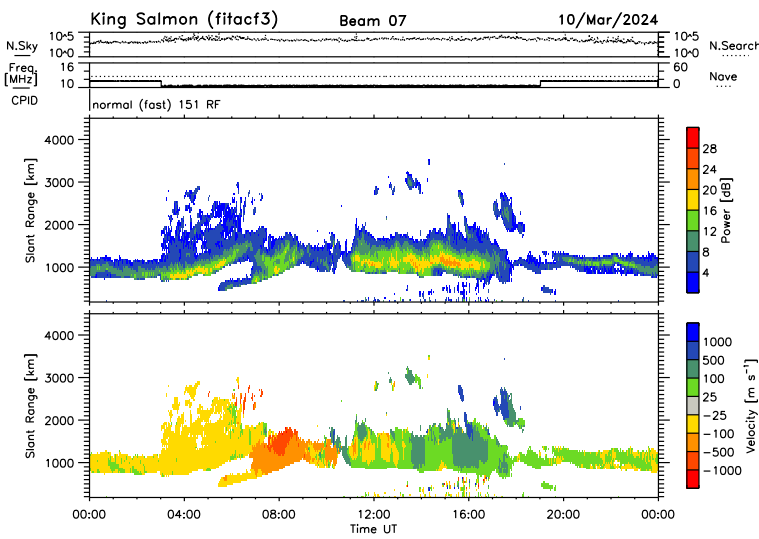 King Salmon (fitacf3) Beam 07 10/Mar/2024
N.Sky 10^5 10^0 10^5 10^0 N.Search
Freq. [MHz] 16 10 60 0 Nave
CPID normal (fast) 151 RF
Slant Range [km] 4000 3000 2000 1000
Power [dB] 28 24 20 16 12 8 4
Slant Range [km] 4000 3000 2000 1000
Velocity [m s⁻¹] 1000 500 100 25 -25 -100 -500 -1000
00:00 04:00 08:00 12:00 16:00 20:00 00:00
Time UT